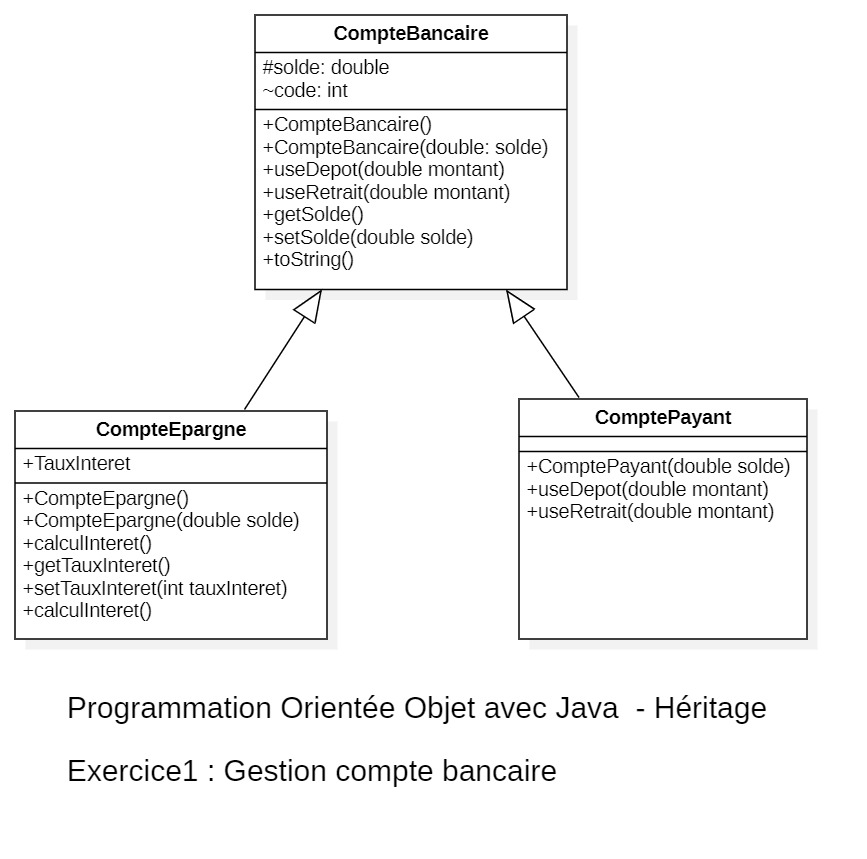 CompteBancaire
#solde: double
~code: int
+CompteBancaire()
+CompteBancaire(double: solde)
+useDepot(double montant)
+useRetrait(double montant)
+getSolde()
+setSolde(double solde)
+toString()
CompteEpargne
+TauxInteret
+CompteEpargne()
+CompteEpargne(double solde)
+calculInteret()
+getTauxInteret()
+setTauxInteret(int tauxInteret)
+calculInteret()
ComptePayant
+ComptePayant(double solde)
+useDepot(double montant)
+useRetrait(double montant)
Programmation Orientée Objet avec Java - Héritage
Exercice1 : Gestion compte bancaire